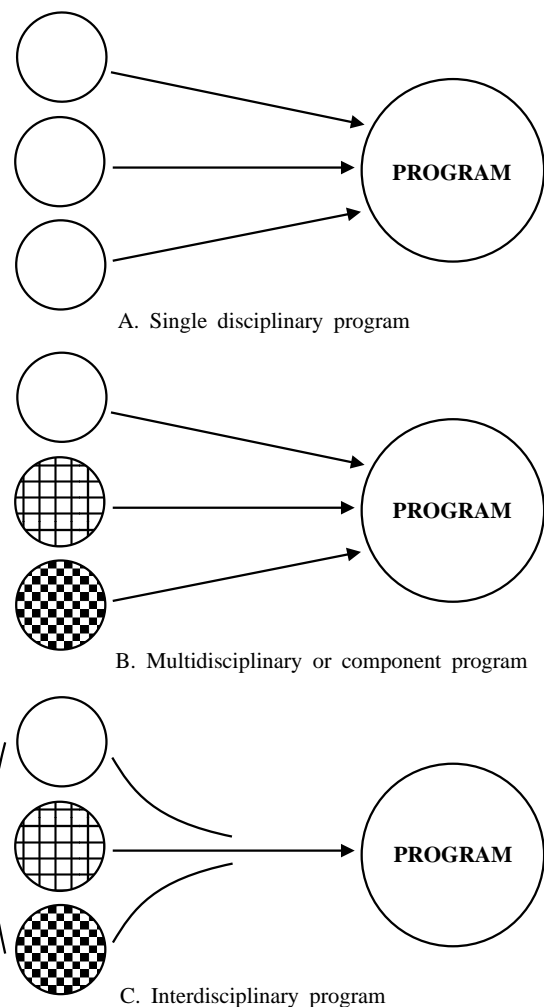 PROGRAM
A. Single disciplinary program
PROGRAM
B. Multidisciplinary or component program
PROGRAM
C. Interdisciplinary program